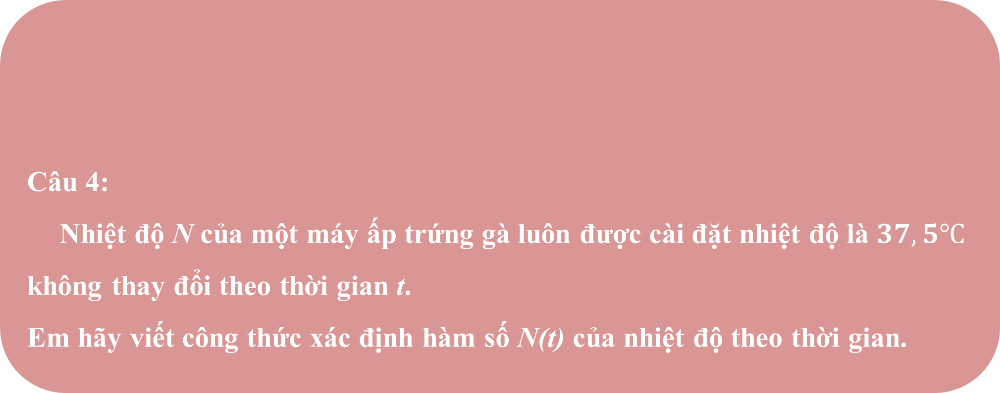 Câu 4:
Nhiệt độ N của một máy ấp trứng gà luôn được cài đặt nhiệt độ là 37,5℃
không thay đổi theo thời gian t.
Em hãy viết công thức xác định hàm số N(t) của nhiệt độ theo thời gian.